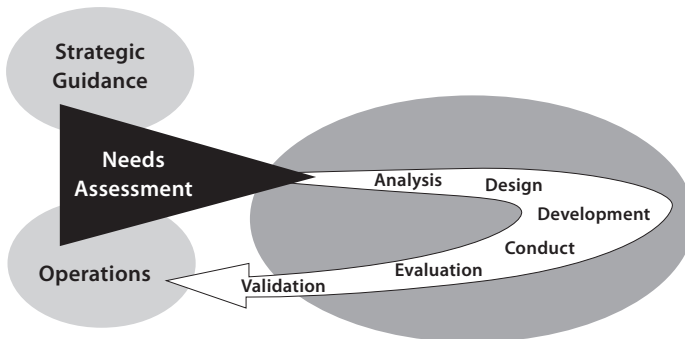 Strategic
Guidance
Needs
Assessment
Operations
Analysis
Design
Development
Conduct
Evaluation
Validation